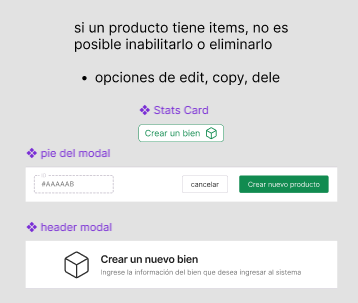 si un producto tiene items, no es
posible inabilitarlo o eliminarlo
• opciones de edit, copy, dele
Stats Card
Crear un bien
pie del modal
ID
#AAAAAB
cancelar
Crear nuevo producto
header modal
Crear un nuevo bien
Ingrese la información del bien que desea ingresar al sistema